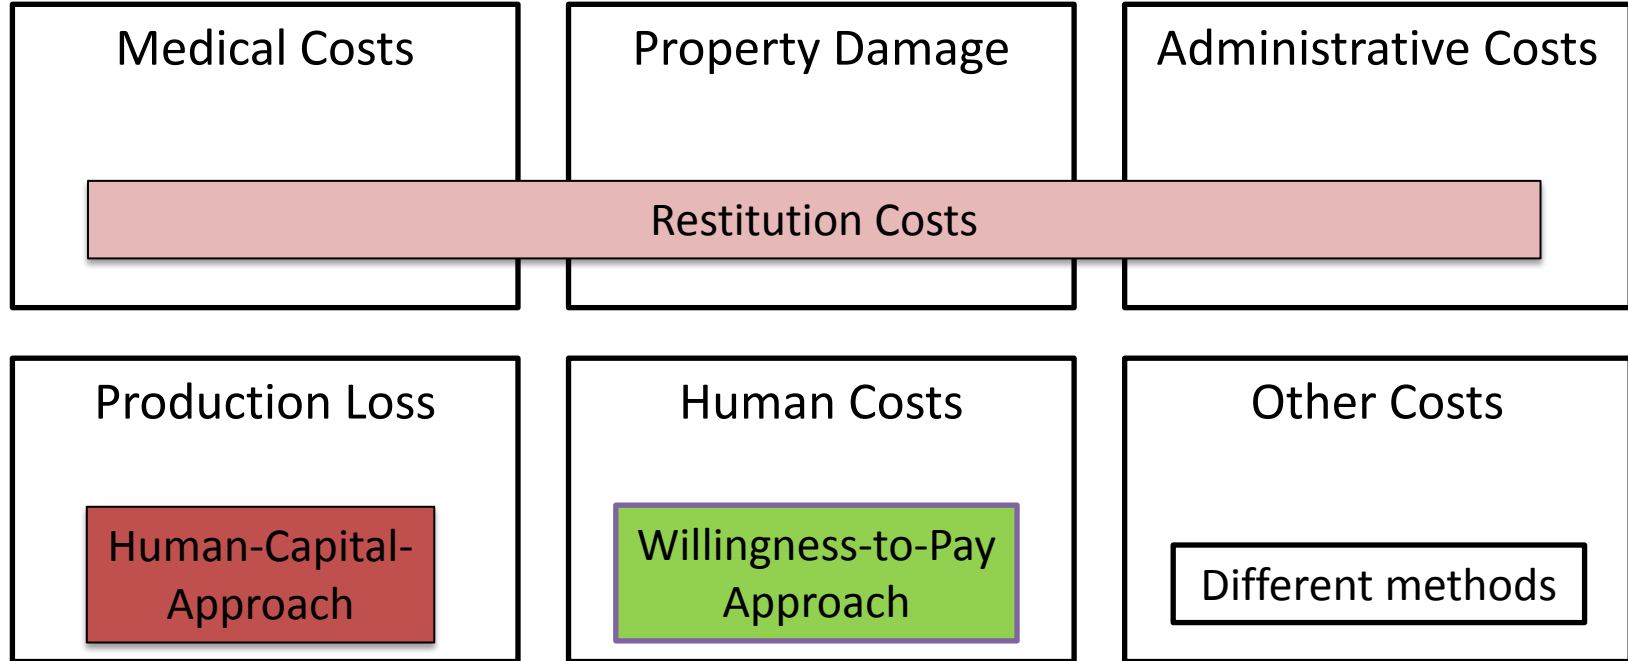 Medical Costs
Property Damage
Administrative Costs
Restitution Costs
Production Loss
Human Costs
Other Costs
Human-Capital-
Approach
Willingness-to-Pay
Approach
Different methods